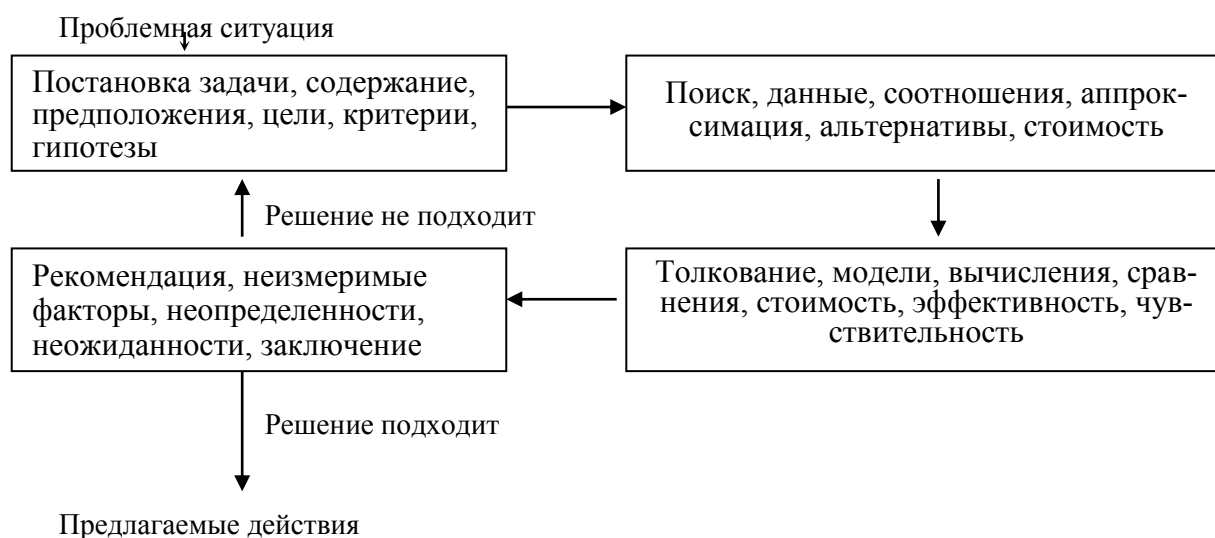 Проблемная ситуация
Постановка задачи, содержание,
предположения, цели, критерии,
гипотезы
Поиск, данные, соотношения, аппрок-
симация, альтернативы, стоимость
Решение не подходит
Рекомендация, неизмеримые
факторы, неопределенности,
неожиданности, заключение
Толкование, модели, вычисления, срав-
нения, стоимость, эффективность, чув-
ствительность
Решение подходит
Предлагаемые действия